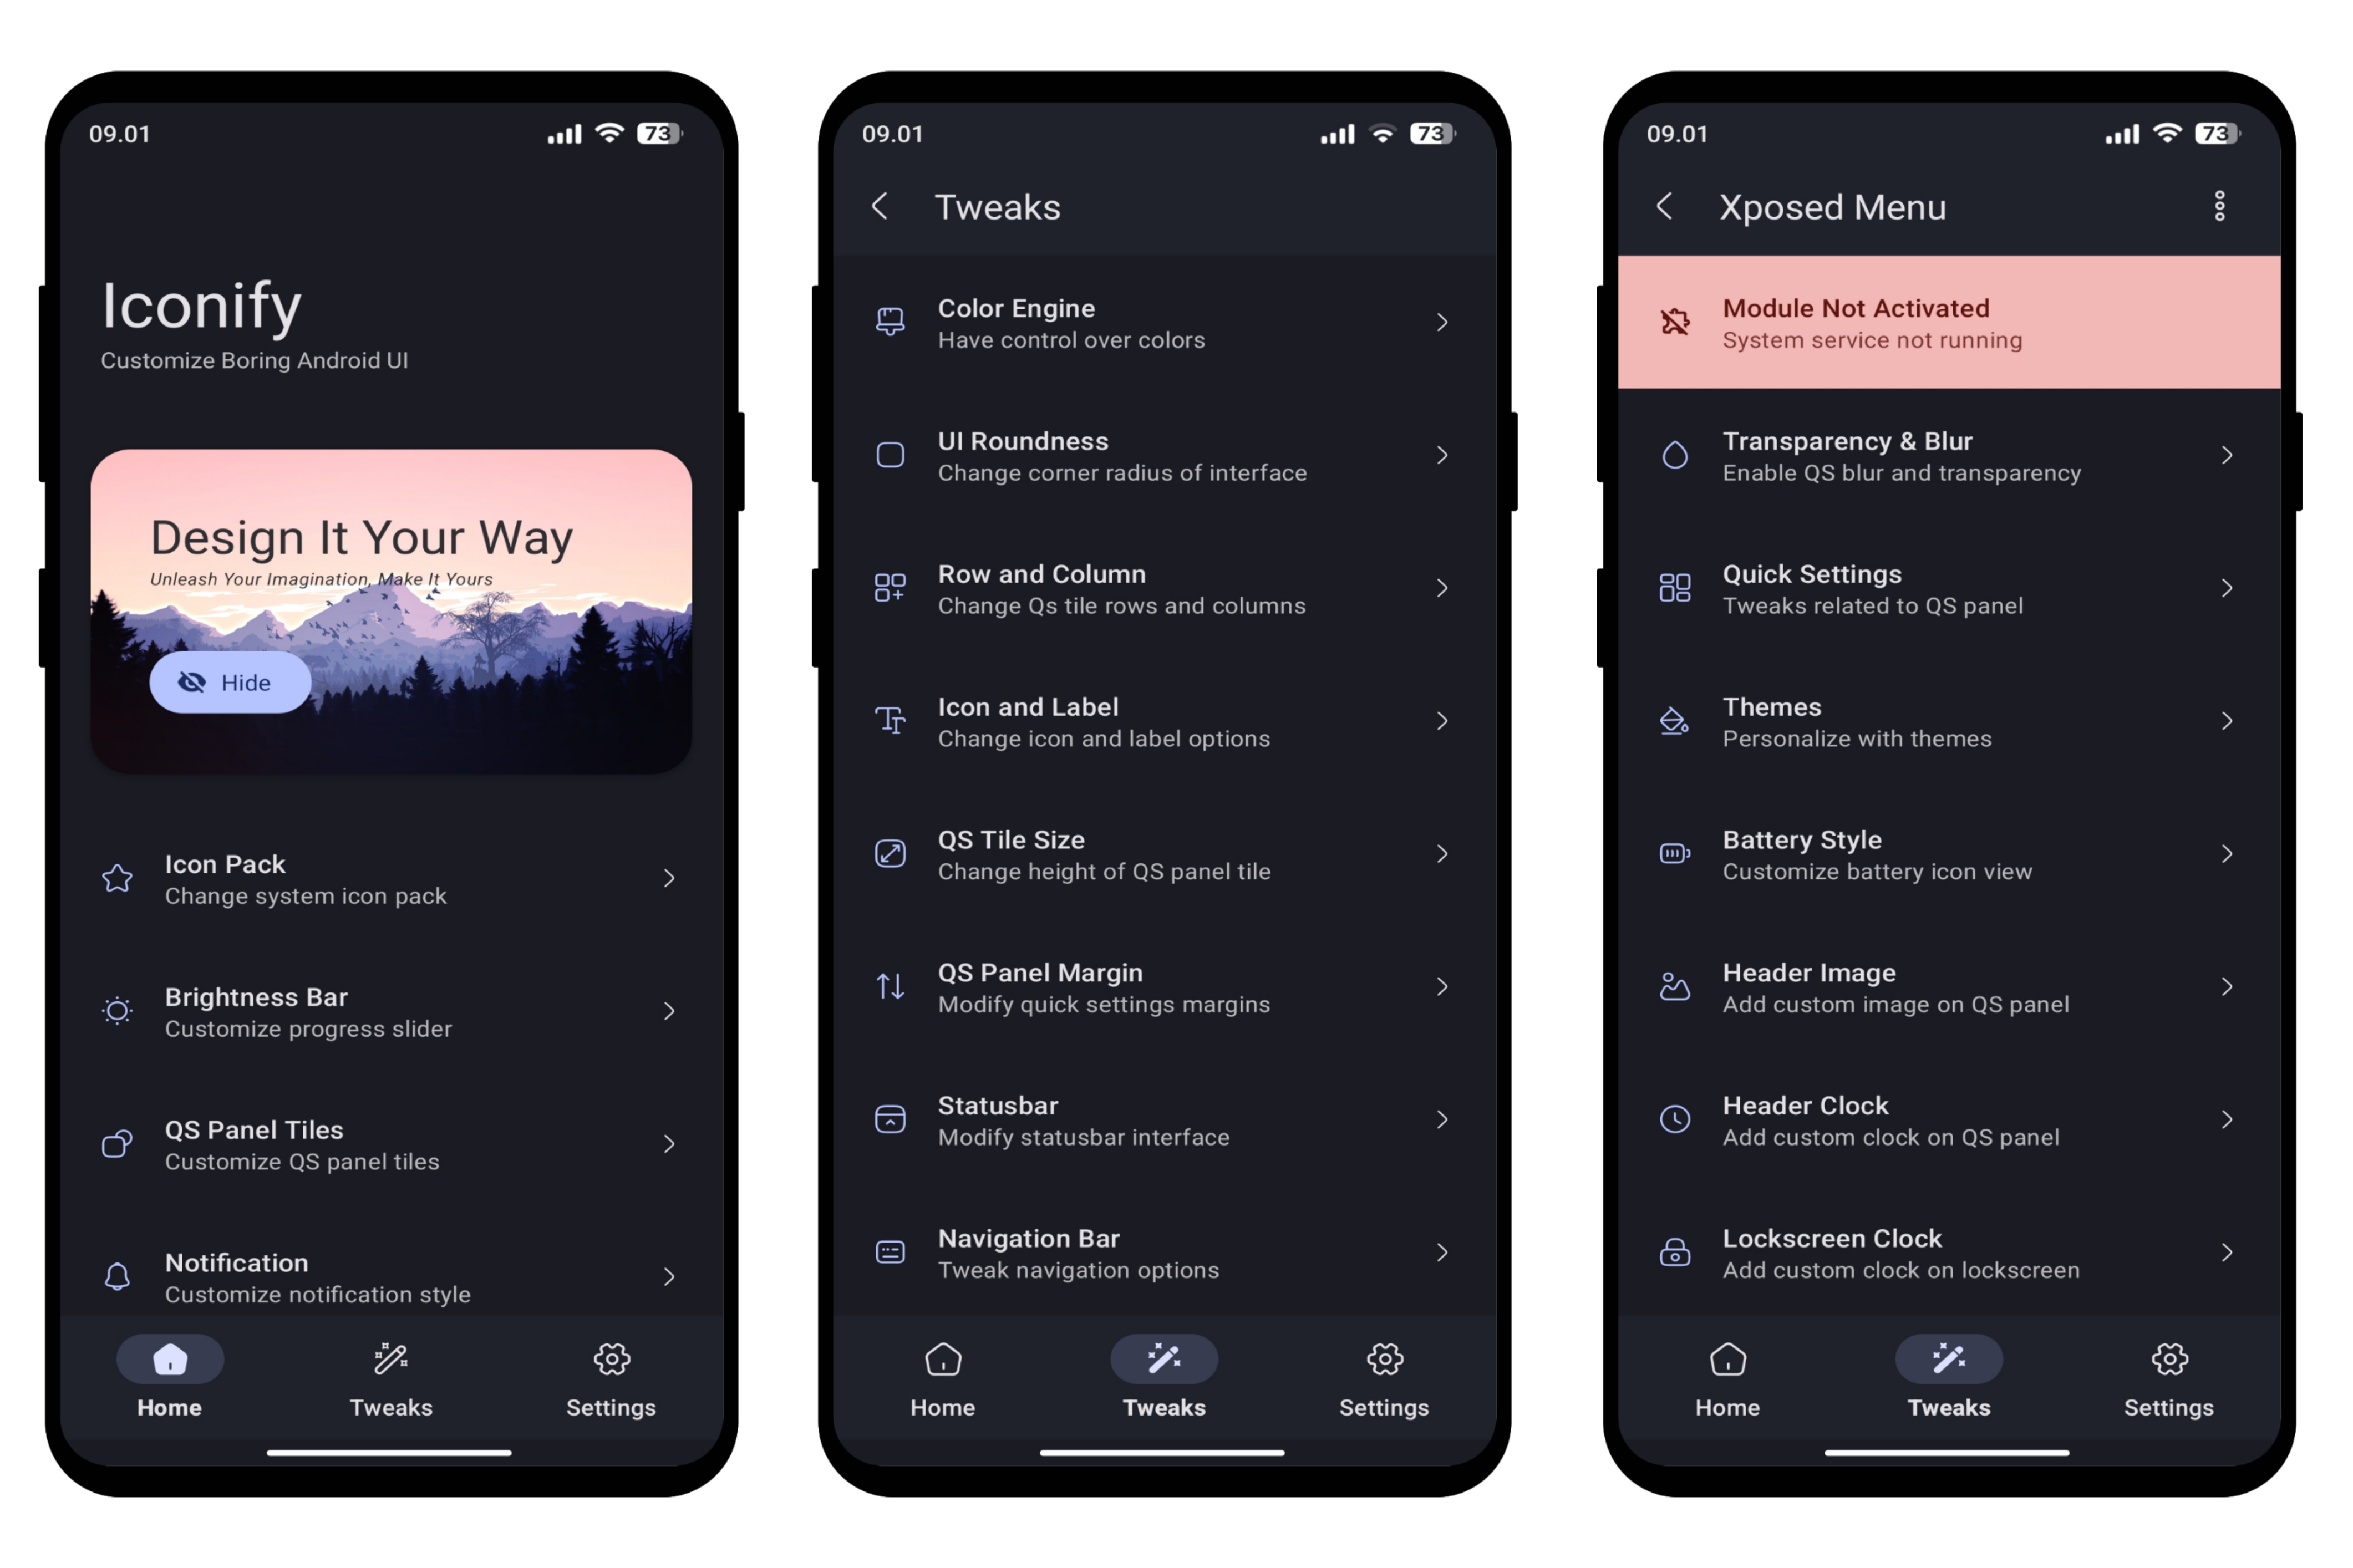 09.01
73
Iconify
Customize Boring Android UI
Design It Your Way
Unleash Your Imagination, Make It Yours
Hide
Icon Pack
Change system icon pack
Brightness Bar
Customize progress slider
QS Panel Tiles
Customize QS panel tiles
Notification
Customize notification style
Home
Tweaks
Settings
09.01
73
Tweaks
Color Engine
Have control over colors
UI Roundness
Change corner radius of interface
Row and Column
Change Qs tile rows and columns
Icon and Label
Change icon and label options
QS Tile Size
Change height of QS panel tile
QS Panel Margin
Modify quick settings margins
Statusbar
Modify statusbar interface
Navigation Bar
Tweak navigation options
Home
Tweaks
Settings
09.01
73
Xposed Menu
Module Not Activated
System service not running
Transparency & Blur
Enable QS blur and transparency
Quick Settings
Tweaks related to QS panel
Themes
Personalize with themes
Battery Style
Customize battery icon view
Header Image
Add custom image on QS panel
Header Clock
Add custom clock on QS panel
Lockscreen Clock
Add custom clock on lockscreen
Home
Tweaks
Settings